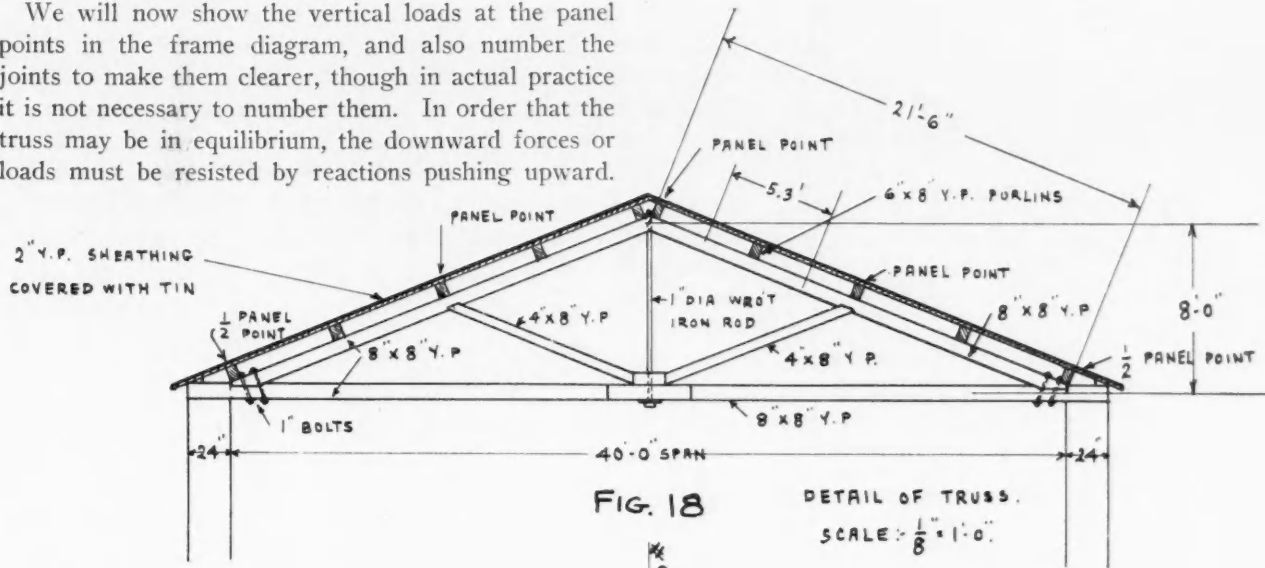 We will now show the vertical loads at the panel
points in the frame diagram, and also number the
joints to make them clearer, though in actual practice
it is not necessary to number them. In order that the
truss may be in equilibrium, the downward forces or
loads must be resisted by reactions pushing upward.
21'-6"
PANEL POINT
5.3'
6"x8" Y.P. PURLINS
PANEL POINT
2" Y.P. SHEATHING
COVERED WITH TIN
PANEL POINT
1/2 PANEL
POINT
4"x8" Y.P
1" DIA WRO'T
IRON ROD
8"x8" Y.P
8'-0"
8"x8" Y.P
4"x8" Y.P.
1/2 PANEL POINT
1" BOLTS
8"x8" Y.P
24"
40'-0" SPAN
24"
FIG. 18
DETAIL OF TRUSS.
SCALE:- 1/8" = 1'-0".